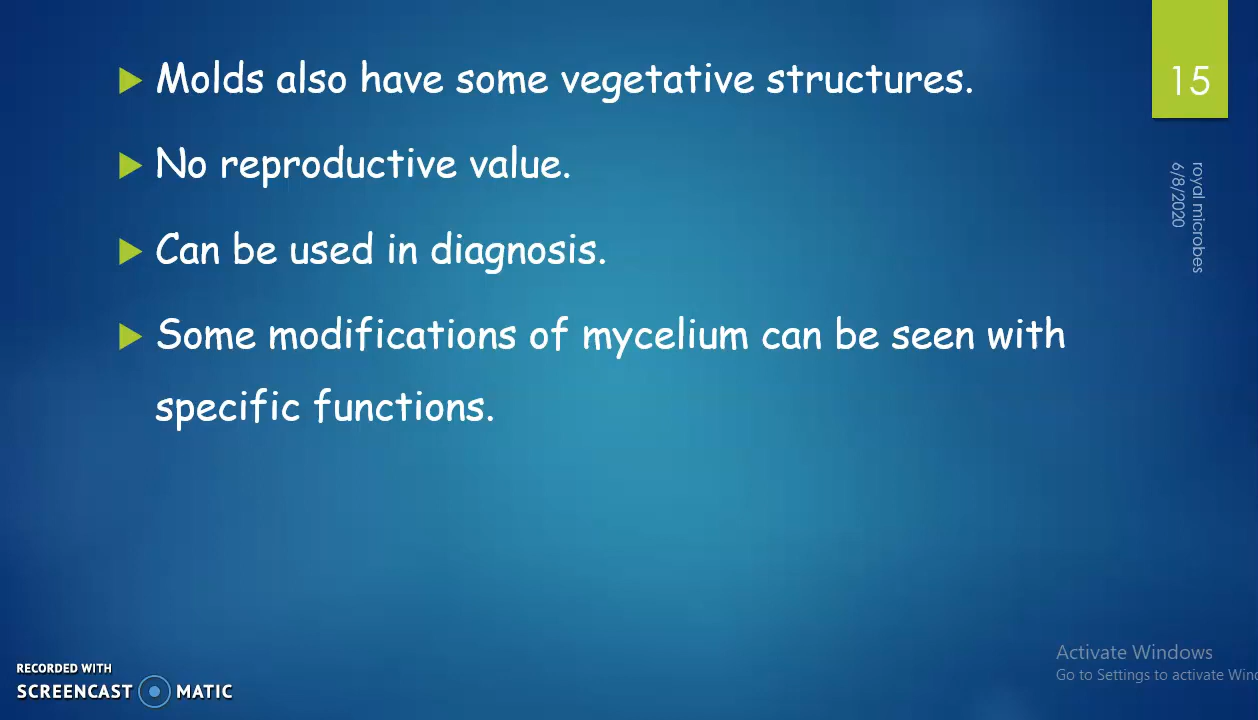 Molds also have some vegetative structures.
No reproductive value.
Can be used in diagnosis.
Some modifications of mycelium can be seen with
specific functions.
15
royal microbes
6/8/2020
Activate Windows
Go to Settings to activate
RECORDED WITH
SCREENCAST MATIC